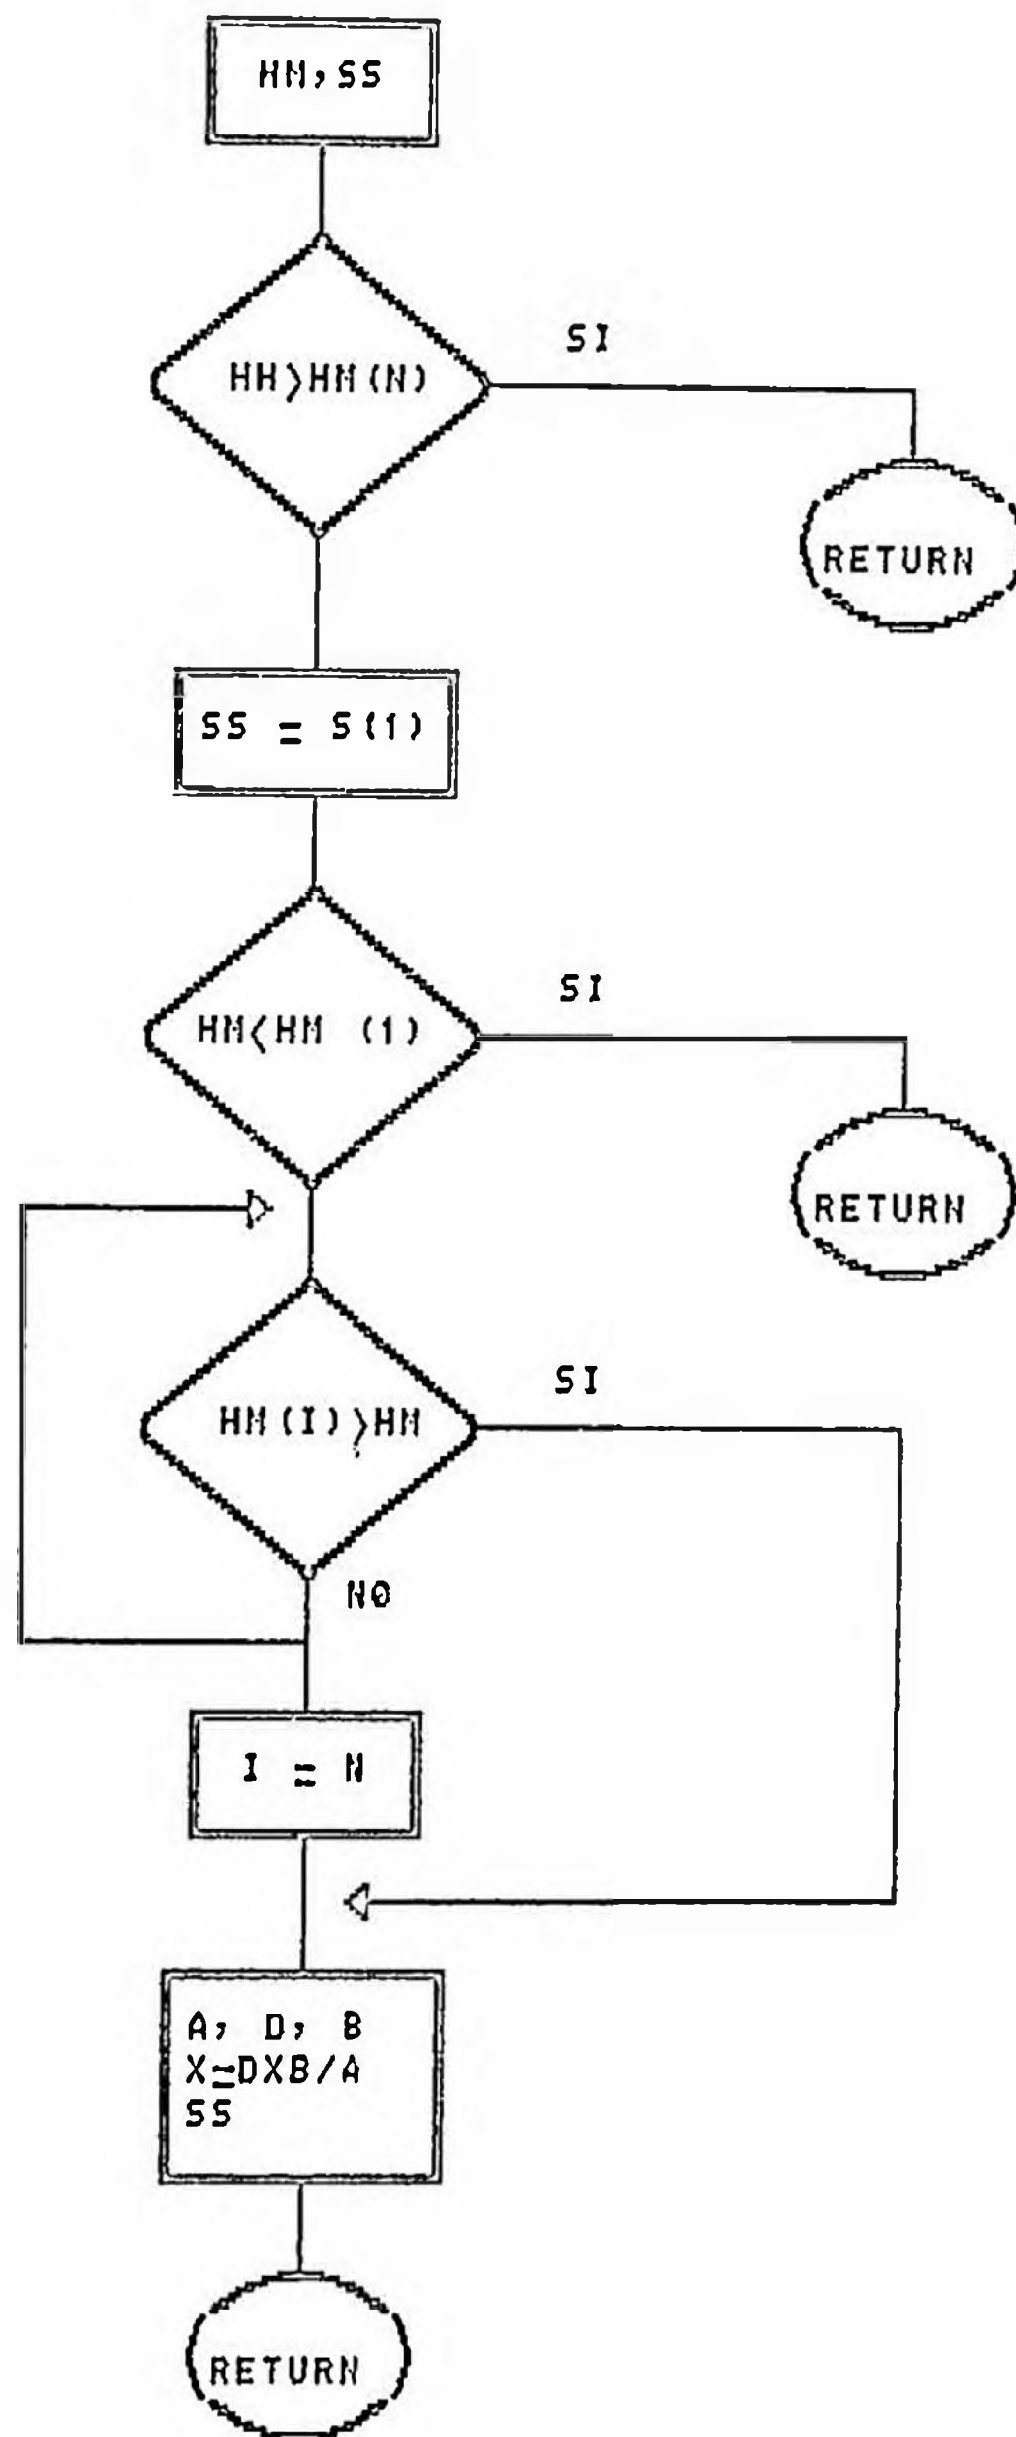 HM, SS
HH>HM(N)
SI
RETURN
SS = S(1)
HM<HM (1)
SI
RETURN
HM(I)>HM
SI
NO
I = N
A, D, B
X=DXB/A
SS
RETURN